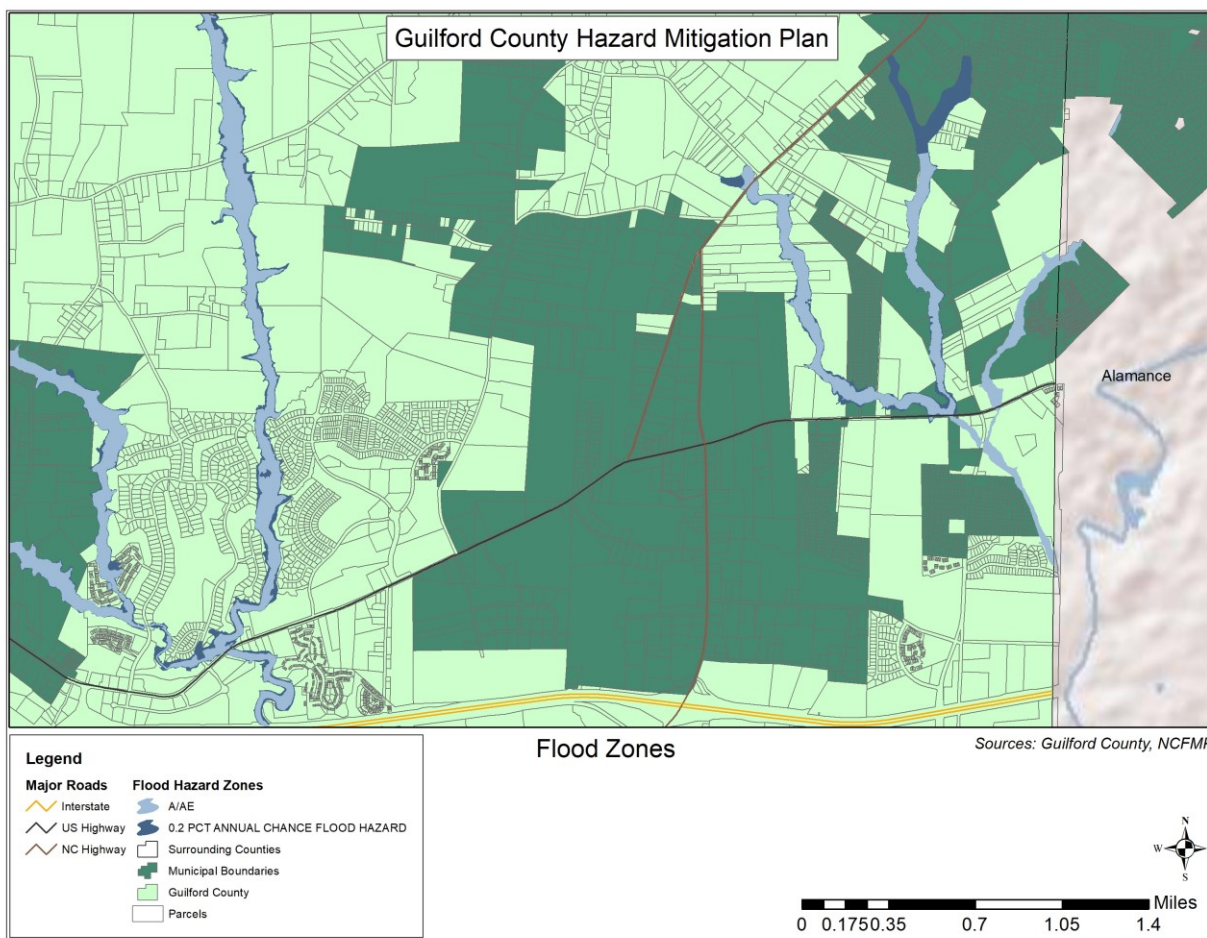 Guilford County Hazard Mitigation Plan
Alamance
Flood Zones
Sources: Guilford County, NCFM
Legend
Major Roads
Interstate
US Highway
NC Highway
Flood Hazard Zones
A/AE
0.2 PCT ANNUAL CHANCE FLOOD HAZARD
Surrounding Counties
Municipal Boundaries
Guilford County
Parcels
N
W E
S
Miles
0 0.175 0.35 0.7 1.05 1.4